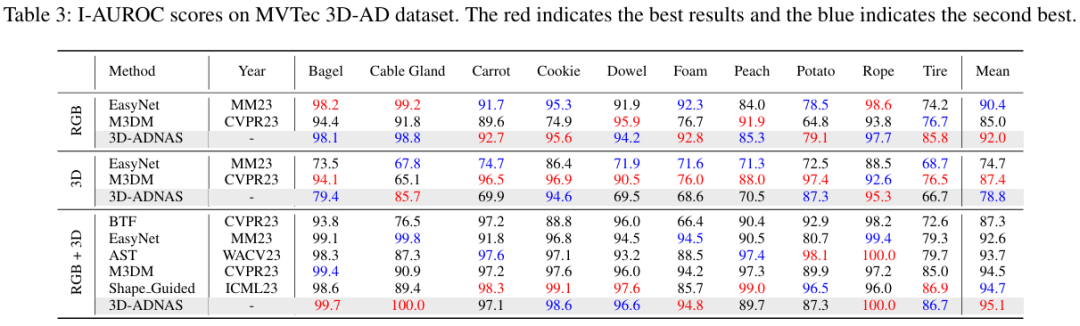 Table 3: I-AUROC scores on MVTec 3D-AD dataset. The red indicates the best results and the blue indicates the second best.
Method Year Bagel Cable Gland Carrot Cookie Dowel Foam Peach Potato Rope Tire Mean
RGB
EasyNet MM23 98.2 99.2 91.7 95.3 91.9 92.3 84.0 78.5 98.6 74.2 90.4
M3DM CVPR23 94.4 91.8 89.6 74.9 95.9 76.7 91.9 64.8 93.8 76.7 85.0
3D-ADNAS - 98.1 98.8 92.7 95.6 94.2 92.8 85.3 79.1 97.7 85.8 92.0
3D
EasyNet MM23 73.5 67.8 74.7 86.4 71.9 71.6 71.3 72.5 88.5 68.7 74.7
M3DM CVPR23 94.1 65.1 96.5 96.9 90.5 76.0 88.0 97.4 92.6 76.5 87.4
3D-ADNAS - 79.4 85.7 69.9 94.6 69.5 68.6 70.5 87.3 95.3 66.7 78.8
RGB + 3D
BTF CVPR23 93.8 76.5 97.2 88.8 96.0 66.4 90.4 92.9 98.2 72.6 87.3
EasyNet MM23 99.1 99.8 91.8 96.8 94.5 94.5 90.5 80.7 99.4 79.3 92.6
AST WACV23 98.3 87.3 97.6 97.1 93.2 88.5 97.4 98.1 100.0 79.7 93.7
M3DM CVPR23 99.4 90.9 97.2 97.6 96.0 94.2 97.3 89.9 97.2 85.0 94.5
Shape_Guided ICML23 98.6 89.4 98.3 99.1 97.6 85.7 99.0 96.5 96.0 86.9 94.7
3D-ADNAS - 99.7 100.0 97.1 98.6 96.6 94.8 89.7 87.3 100.0 86.7 95.1